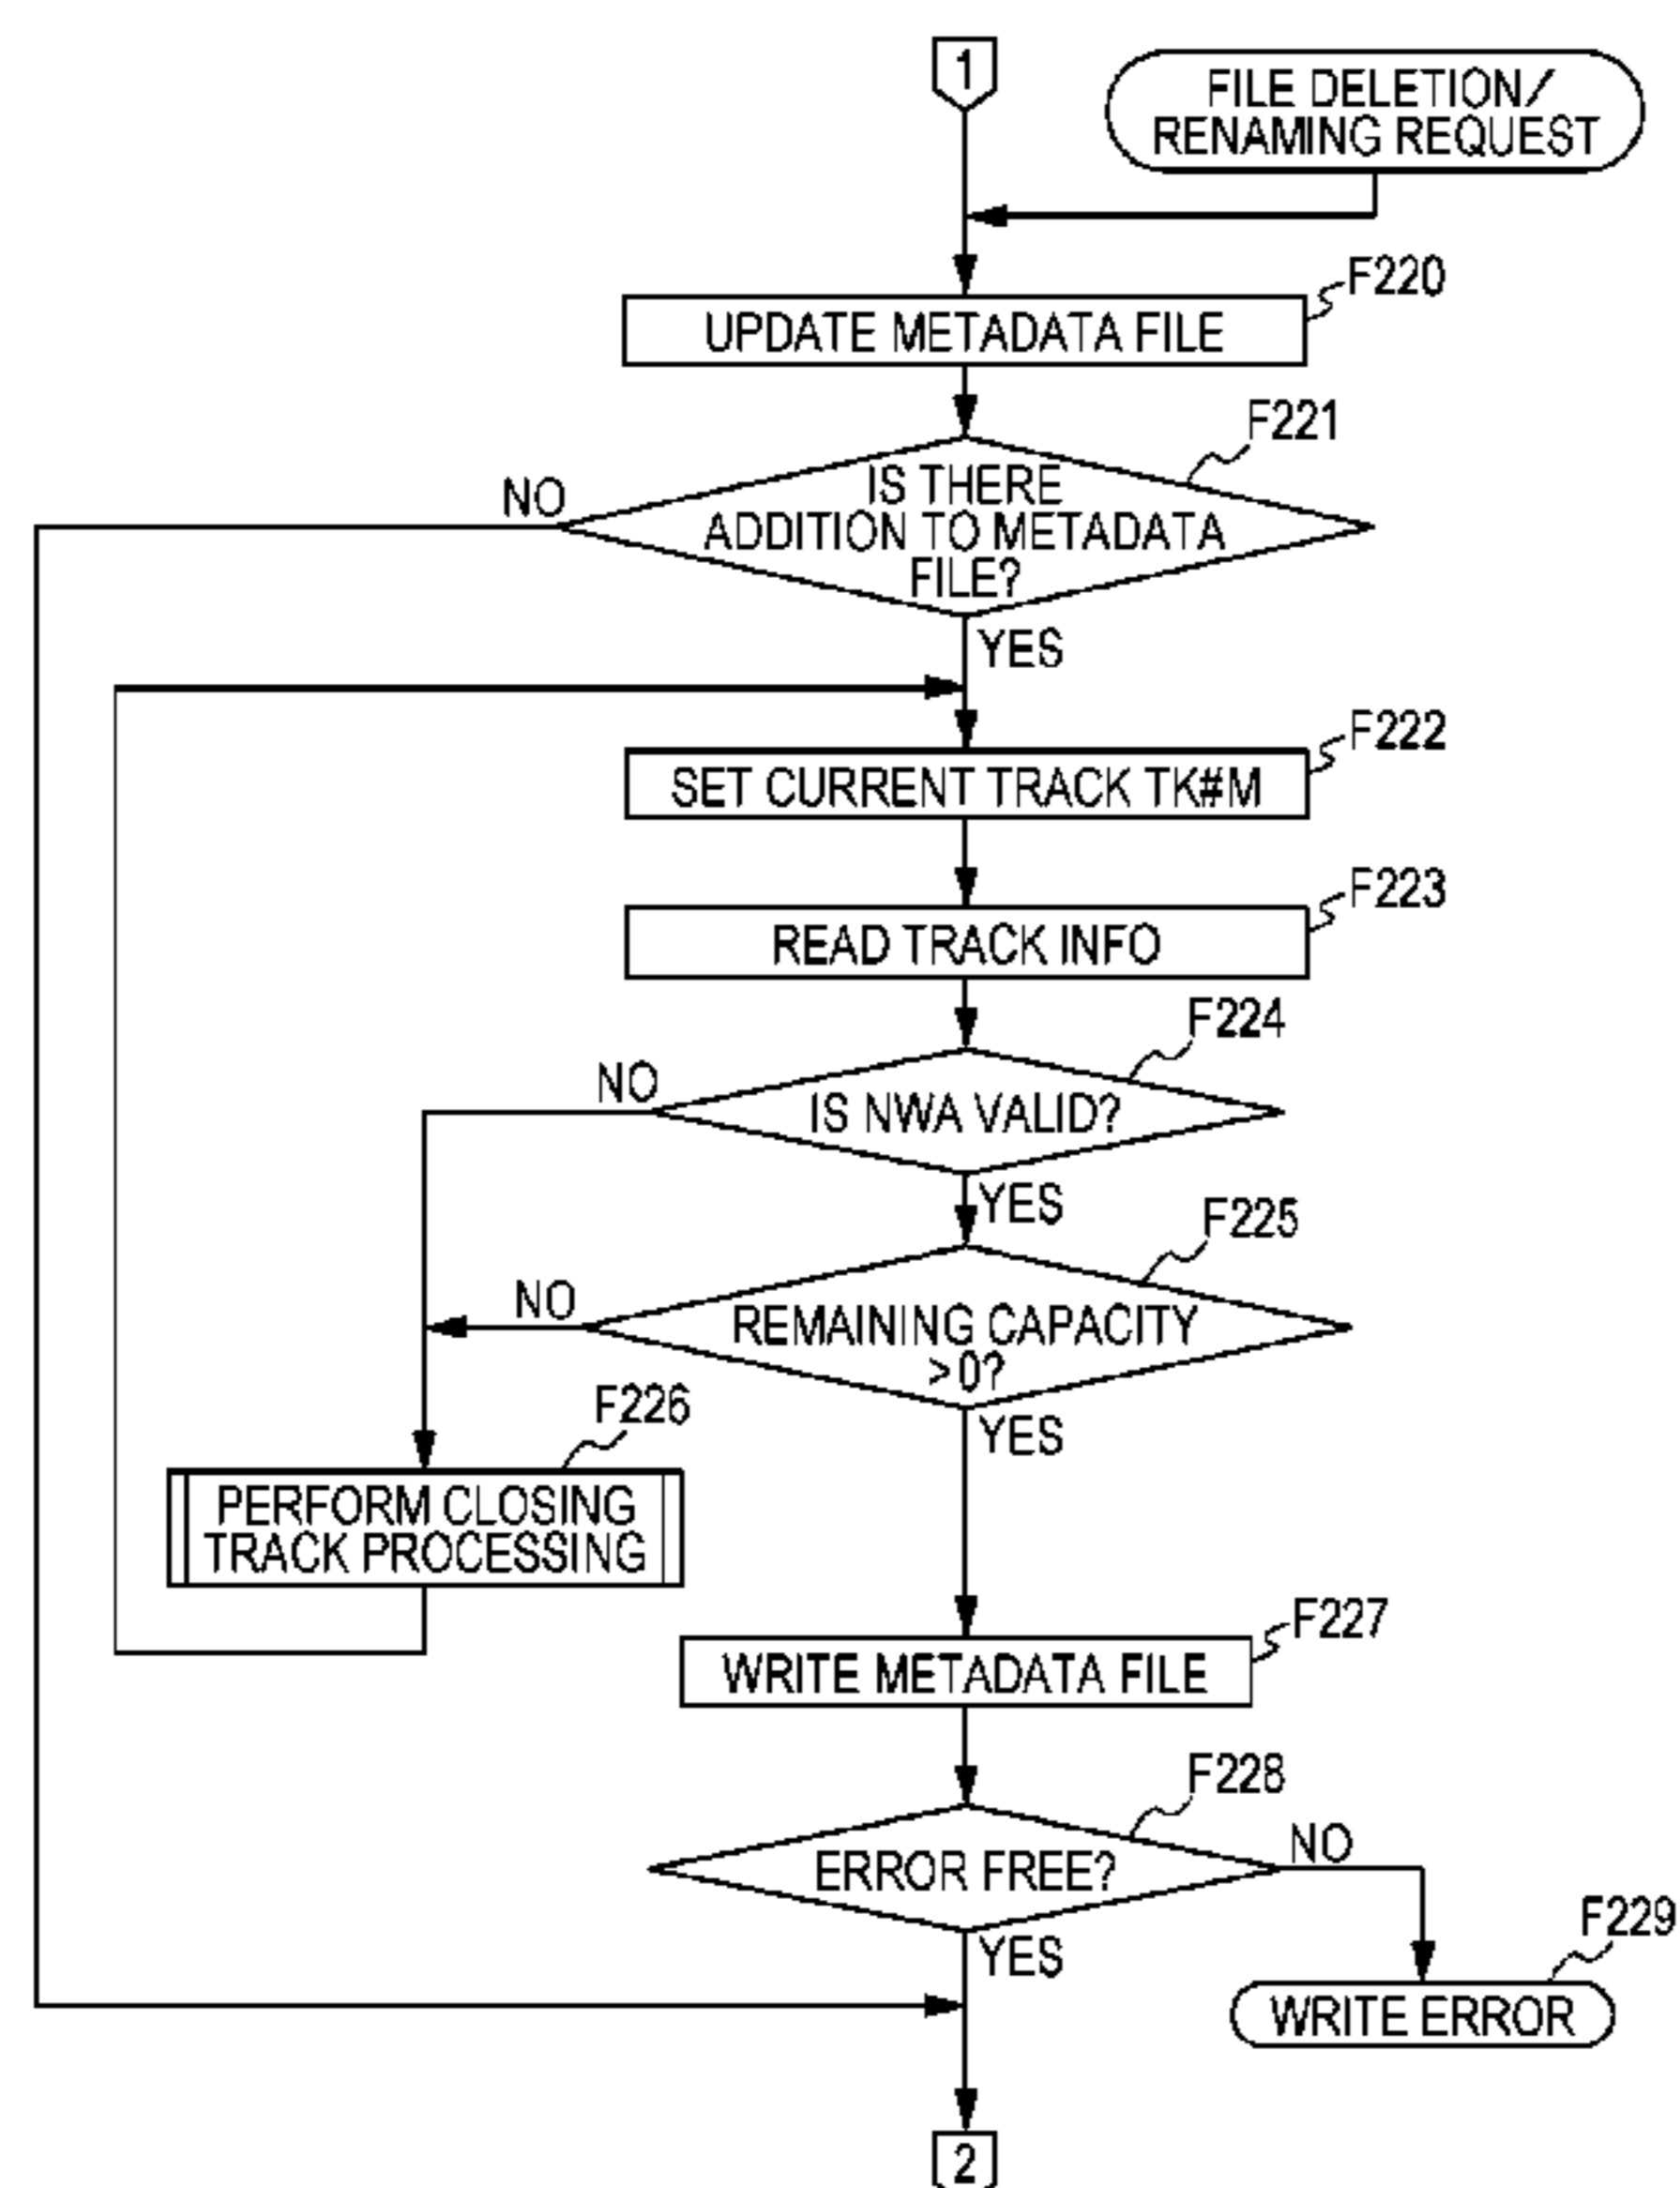 1
FILE DELETION/
RENAMING REQUEST
F220
UPDATE METADATA FILE
F221
NO
IS THERE
ADDITION TO METADATA
FILE?
YES
F222
SET CURRENT TRACK TK#M
F223
READ TRACK INFO
F224
NO
IS NWA VALID?
YES
F225
NO
REMAINING CAPACITY
>0?
YES
F226
PERFORM CLOSING
TRACK PROCESSING
F227
WRITE METADATA FILE
F228
ERROR FREE?
NO
YES
F229
WRITE ERROR
2